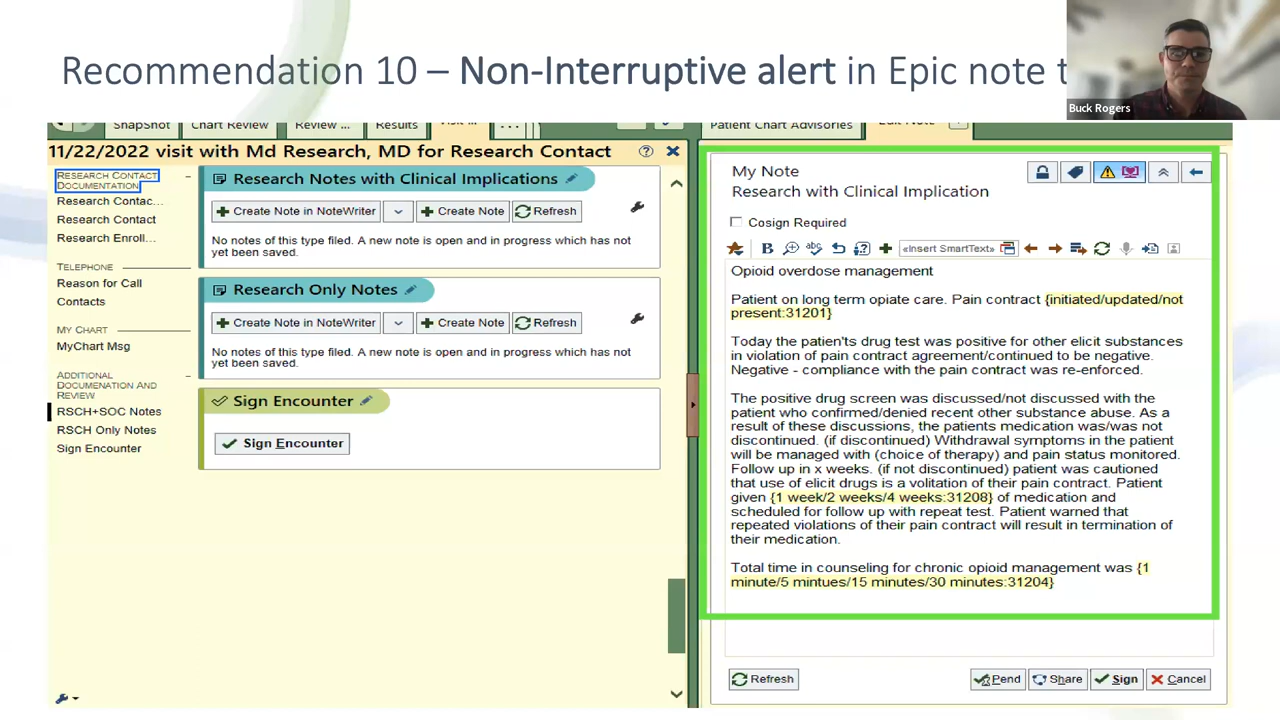 Recommendation 10 – Non-Interruptive alert in Epic note t
Buck Rogers
SnapShot
Chart Review
Review ...
Results
...
Patient Chart Advisories
11/22/2022 visit with Md Research, MD for Research Contact
RESEARCH CONTACT
DOCUMENTATION
Research Contac...
Research Contact
Research Enroll...
TELEPHONE
Reason for Call
Contacts
MY CHART
MyChart Msg
ADDITIONAL
DOCUMENATION AND
REVIEW
RSCH+SOC Notes
RSCH Only Notes
Sign Encounter
Research Notes with Clinical Implications
Create Note in NoteWriter
Create Note
Refresh
No notes of this type filed. A new note is open and in progress which has not
yet been saved.
Research Only Notes
Create Note in NoteWriter
Create Note
Refresh
No notes of this type filed. A new note is open and in progress which has not
yet been saved.
Sign Encounter
Sign Encounter
My Note
Research with Clinical Implication
Cosign Required
B
abc
«Insert SmartText»
Opioid overdose management
Patient on long term opiate care. Pain contract {initiated/updated/not
present:31201}
Today the patien'ts drug test was positive for other elicit substances
in violation of pain contract agreement/continued to be negative.
Negative - compliance with the pain contract was re-enforced.
The positive drug screen was discussed/not discussed with the
patient who confirmed/denied recent other substance abuse. As a
result of these discussions, the patients medication was/was not
discontinued. (if discontinued) Withdrawal symptoms in the patient
will be managed with (choice of therapy) and pain status monitored.
Follow up in x weeks. (if not discontinued) patient was cautioned
that use of elicit drugs is a volitation of their pain contract. Patient
given {1 week/2 weeks/4 weeks:31208} of medication and
scheduled for follow up with repeat test. Patient warned that
repeated violations of their pain contract will result in termination of
their medication.
Total time in counseling for chronic opioid management was {1
minute/5 mintues/15 minutes/30 minutes:31204}
Refresh
Pend
Share
Sign
Cancel